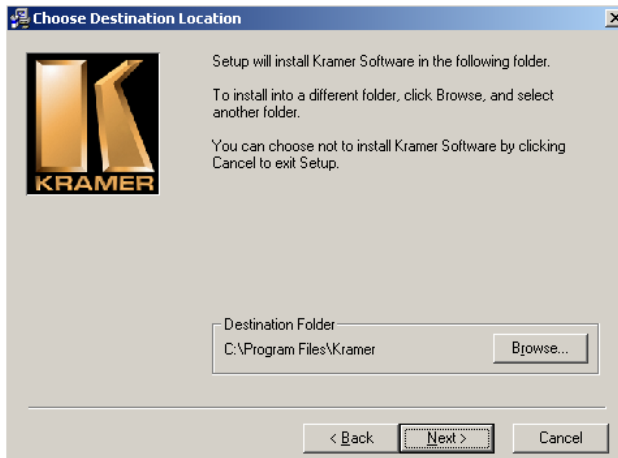 Choose Destination Location
Setup will install Kramer Software in the following folder.
To install into a different folder, click Browse, and select
another folder.
You can choose not to install Kramer Software by clicking
Cancel to exit Setup.
KRAMER
Destination Folder
C:\Program Files\Kramer
Browse...
< Back
Next >
Cancel